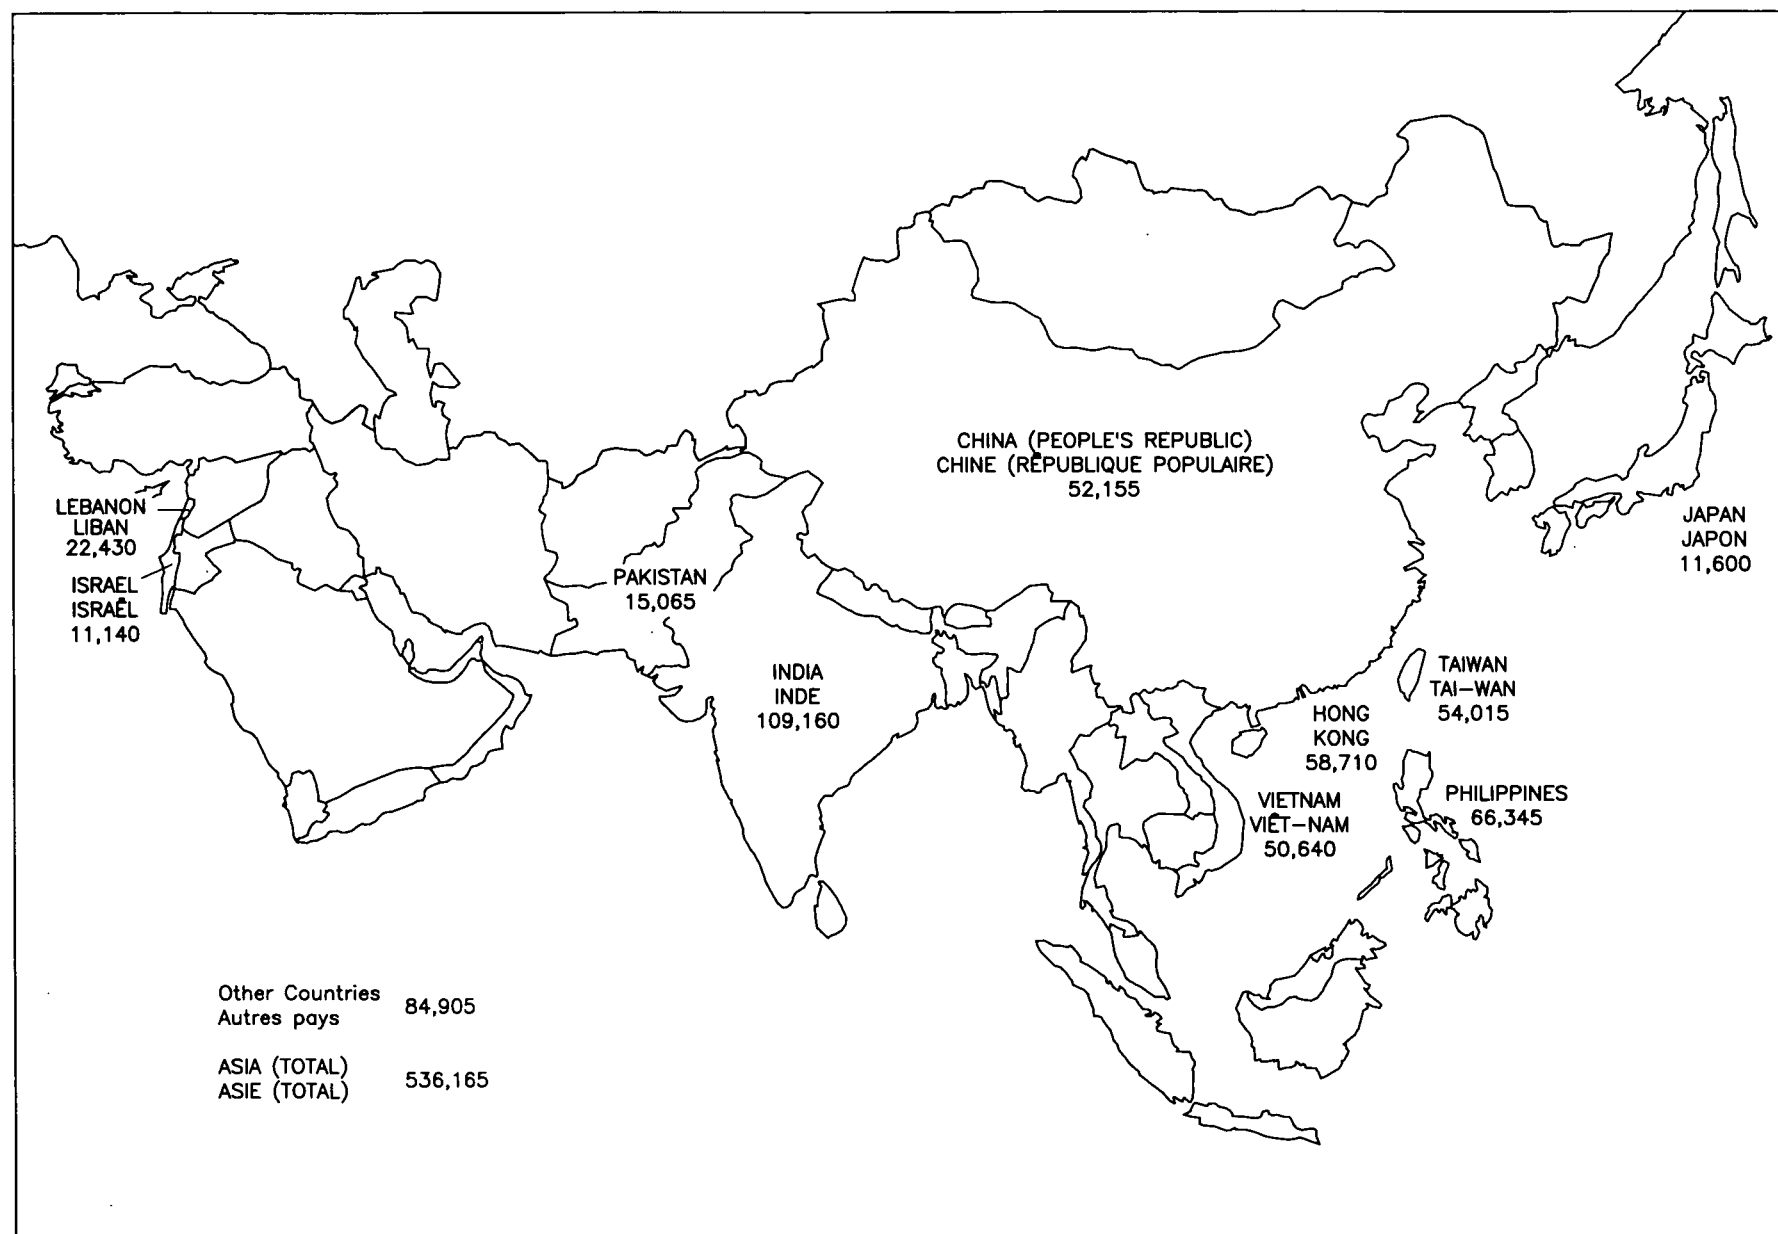 CHINA (PEOPLE'S REPUBLIC)
CHINE (RÉPUBLIQUE POPULAIRE)
52,155
LEBANON
LIBAN
22,430
ISRAEL
ISRAËL
11,140
PAKISTAN
15,065
JAPAN
JAPON
11,600
INDIA
INDE
109,160
TAIWAN
TAI-WAN
54,015
HONG
KONG
58,710
VIETNAM
VIÊT-NAM
50,640
PHILIPPINES
66,345
Other Countries
Autres pays
84,905
ASIA (TOTAL)
ASIE (TOTAL)
536,165